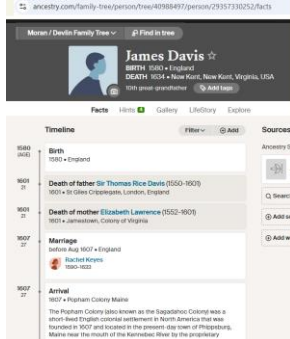 ancestry.com/family-tree/person/tree/40988497/person/29357330252/facts
Moran / Devlin Family Tree
Find in tree
James Davis
BIRTH 1580 • England
DEATH 1634 • New Kent, New Kent, Virginia, USA
10th great-grandfather
Add tags
Facts Hints Gallery LifeStory Explore
Timeline
Filter
Add
Sources
1580
(AGE)
Birth
1580 • England
Ancestry
1601
21
Death of father Sir Thomas Rice Davis (1550-1601)
1601 • St Giles Cripplegate, London, England
Search
1601
21
Death of mother Elizabeth Lawrence (1552-1601)
1601 • Jamestown, Colony of Virginia
Add
Add
1607
27
Marriage
before Aug 1607 • England
Rachel Keyes
1607
27
Arrival
1607 • Popham Colony Maine
The Popham Colony (also known as the Sagadahoc Colony) was a
short-lived English colonial settlement in North America that was
founded in 1607 and located in the present-day town of Phippsburg,
Maine near the mouth of the Kennebec River by the proprietary